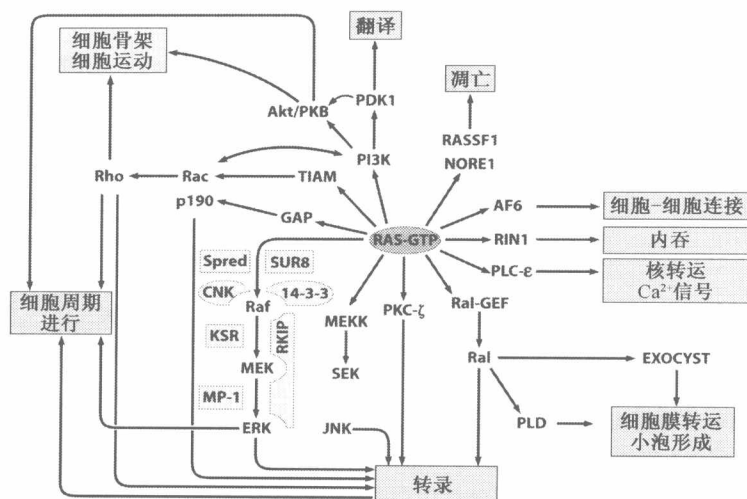 翻译
细胞骨架
细胞运动
凋亡
PDK1
Akt/PKB
RASSF1
NORE1
PI3K
Rho
Rac
TIAM
p190
GAP
AF6
细胞-细胞连接
RAS-GTP
RIN1
内吞
Spred
SUR8
PLC-ε
核转运
Ca²⁺信号
CNK
14-3-3
Raf
细胞周期
进行
MEKK
PKC-ζ
Ral-GEF
KSR
RKIP
MEK
SEK
Ral
EXOCYST
MP-1
ERK
JNK
PLD
细胞膜转运
小泡形成
转录